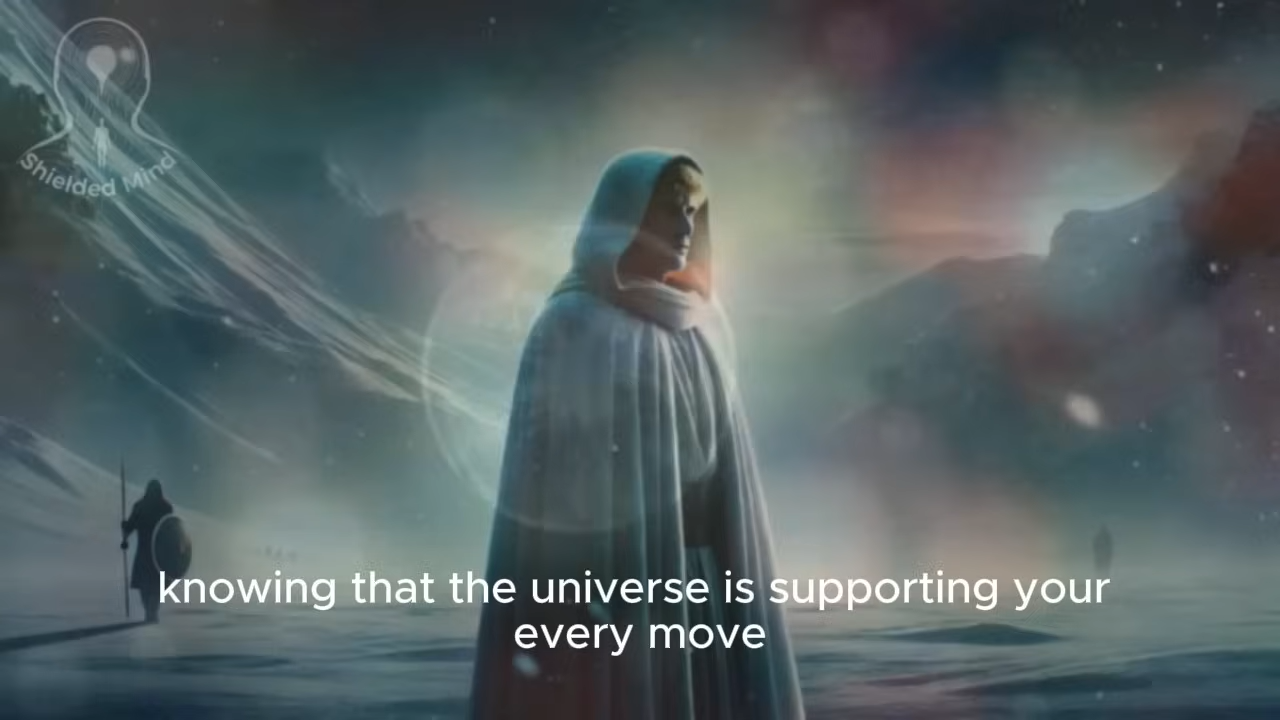 Shielded Mind
knowing that the universe is supporting your
every move